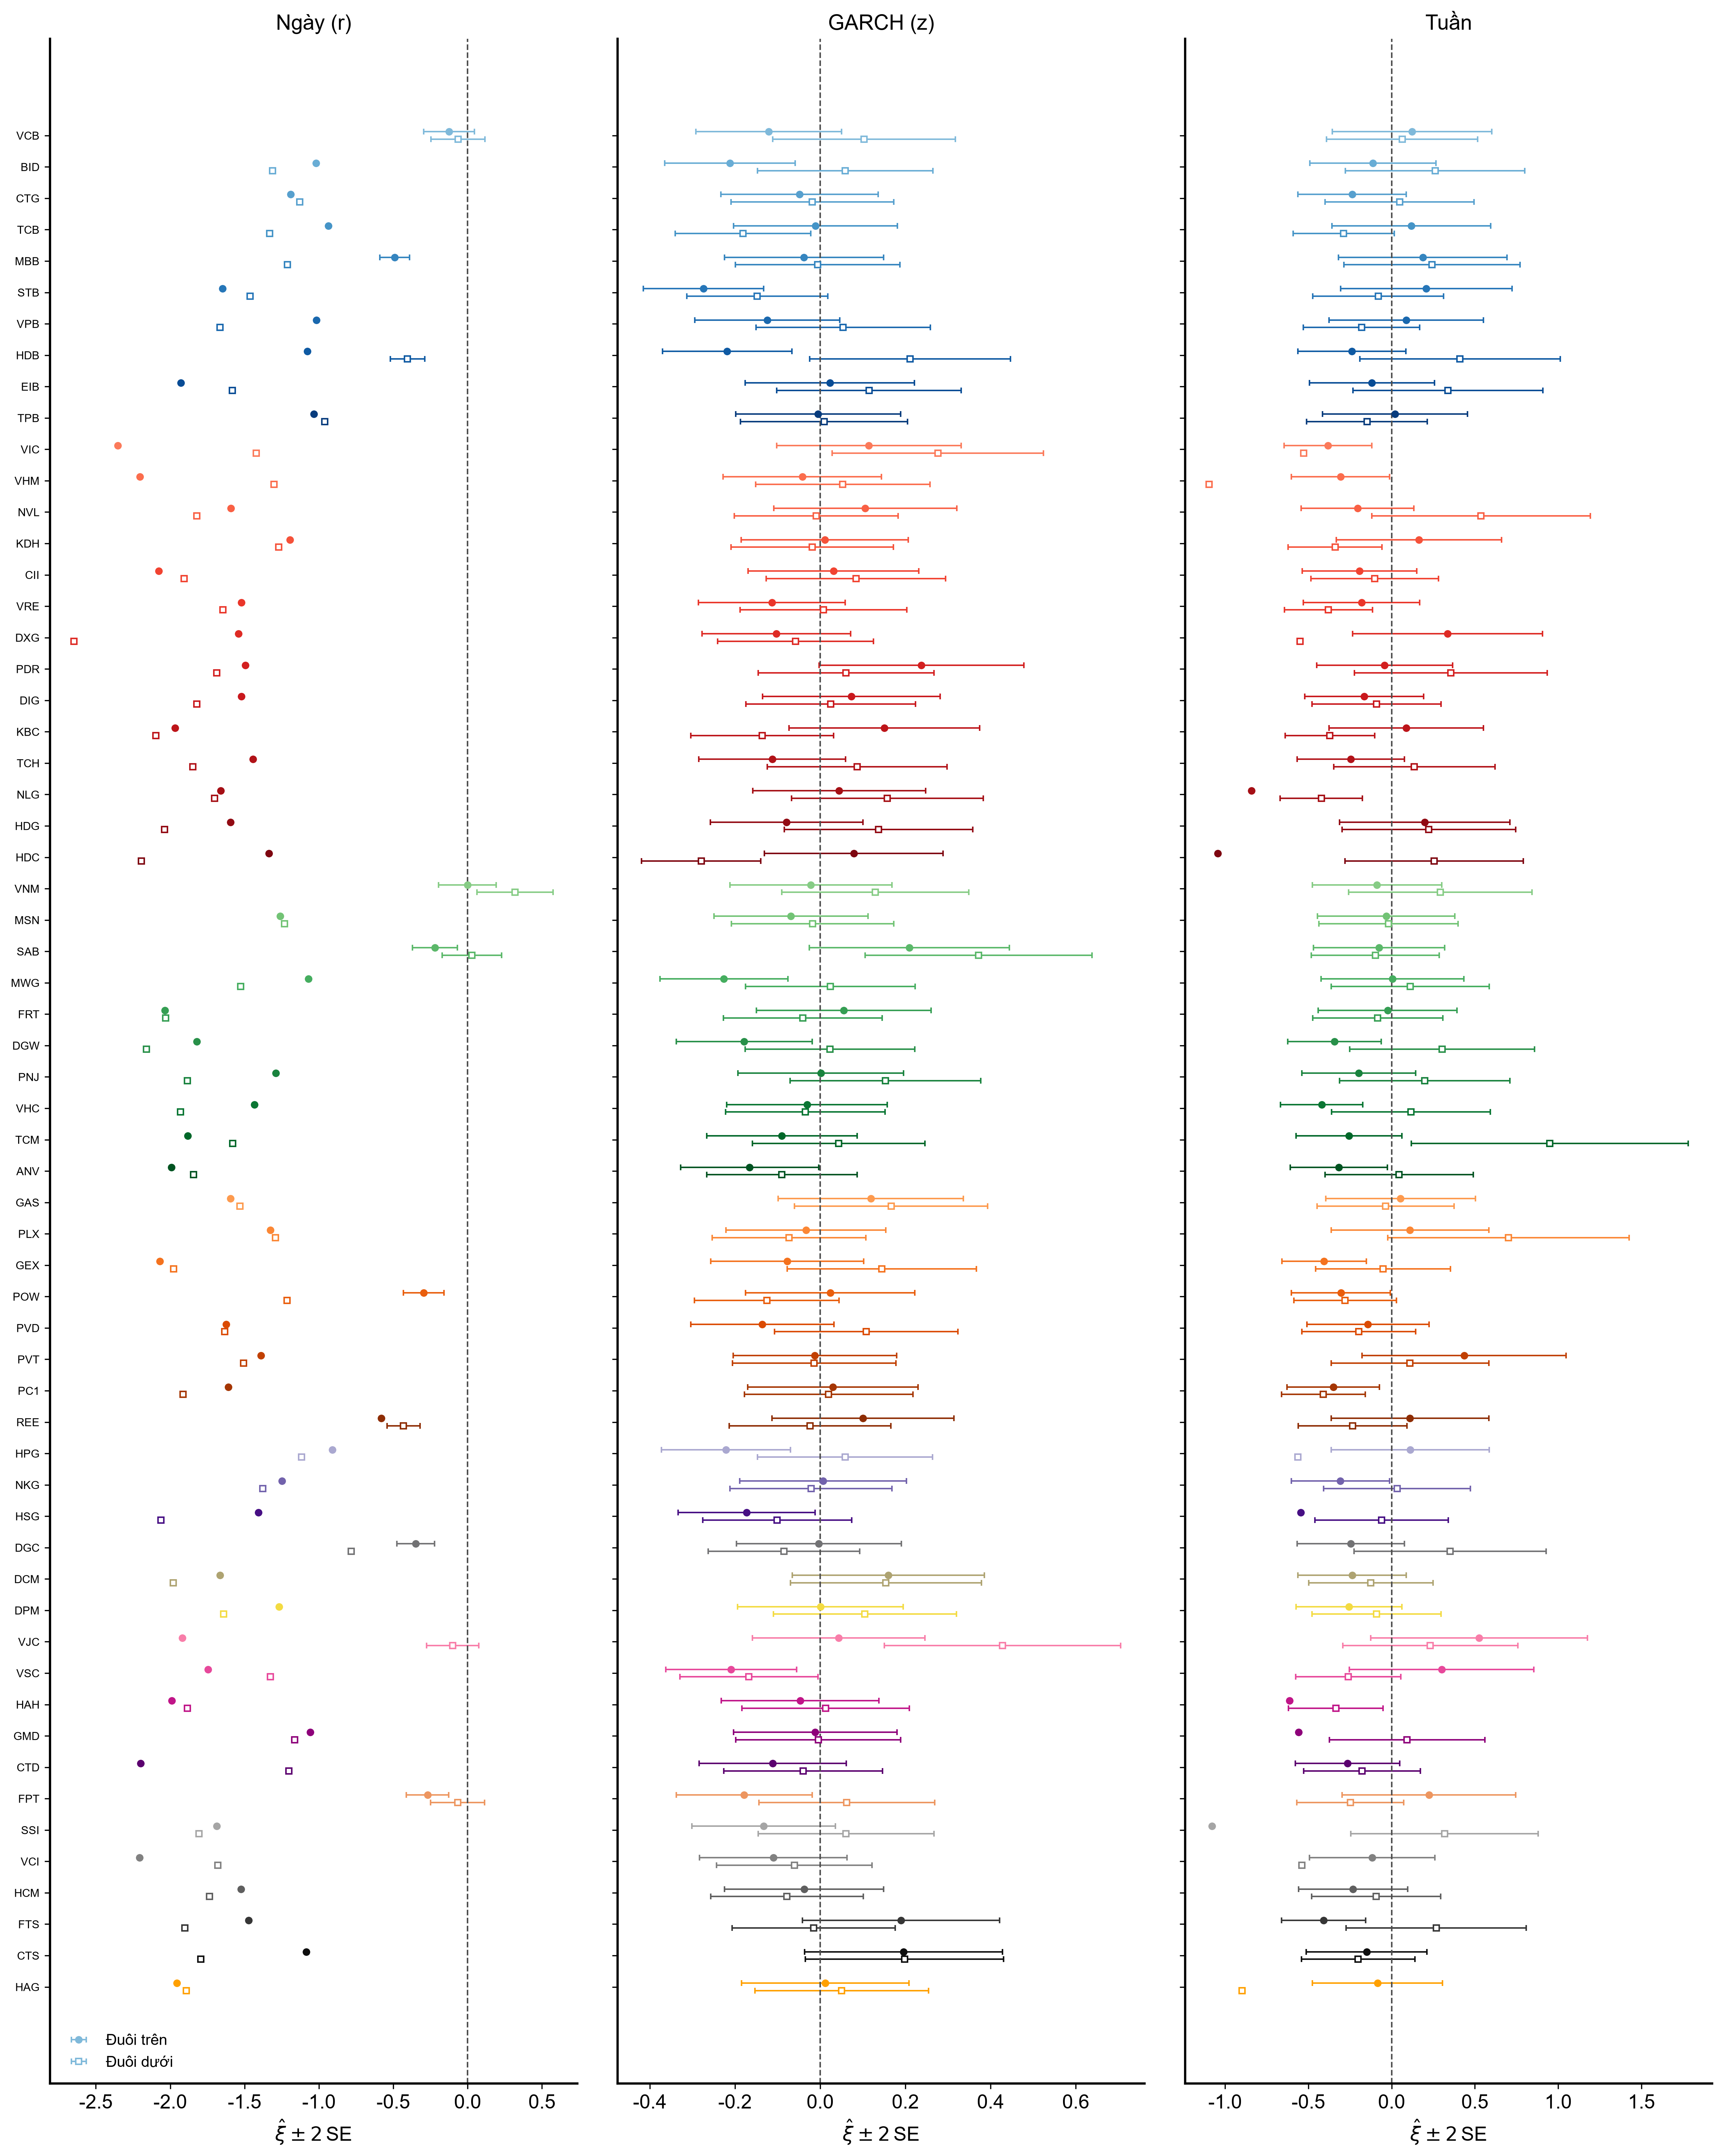 Ngày (r)
GARCH (z)
Tuần
VCB
BID
CTG
TCB
MBB
STB
VPB
HDB
EIB
TPB
VIC
VHM
NVL
KDH
CII
VRE
DXG
PDR
DIG
KBC
TCH
NLG
HDG
HDC
VNM
MSN
SAB
MWG
FRT
DGW
PNJ
VHC
TCM
ANV
GAS
PLX
GEX
POW
PVD
PVT
PC1
REE
HPG
NKG
HSG
DGC
DCM
DPM
VJC
VSC
HAH
GMD
CTD
FPT
SSI
VCI
HCM
FTS
CTS
HAG
Đuôi trên
Đuôi dưới
-2.5 -2.0 -1.5 -1.0 -0.5 0.0 0.5
-0.4 -0.2 0.0 0.2 0.4 0.6
-1.0 -0.5 0.0 0.5 1.0 1.5
ξ̂ ± 2 SE
ξ̂ ± 2 SE
ξ̂ ± 2 SE